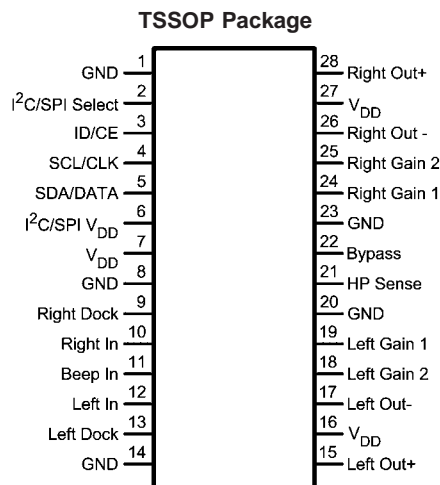 TSSOP Package
GND 1
I²C/SPI Select 2
ID/CE 3
SCL/CLK 4
SDA/DATA 5
I²C/SPI V_DD 6
V_DD 7
GND 8
Right Dock 9
Right In 10
Beep In 11
Left In 12
Left Dock 13
GND 14
28 Right Out+
27 V_DD
26 Right Out -
25 Right Gain 2
24 Right Gain 1
23 GND
22 Bypass
21 HP Sense
20 GND
19 Left Gain 1
18 Left Gain 2
17 Left Out-
16 V_DD
15 Left Out+